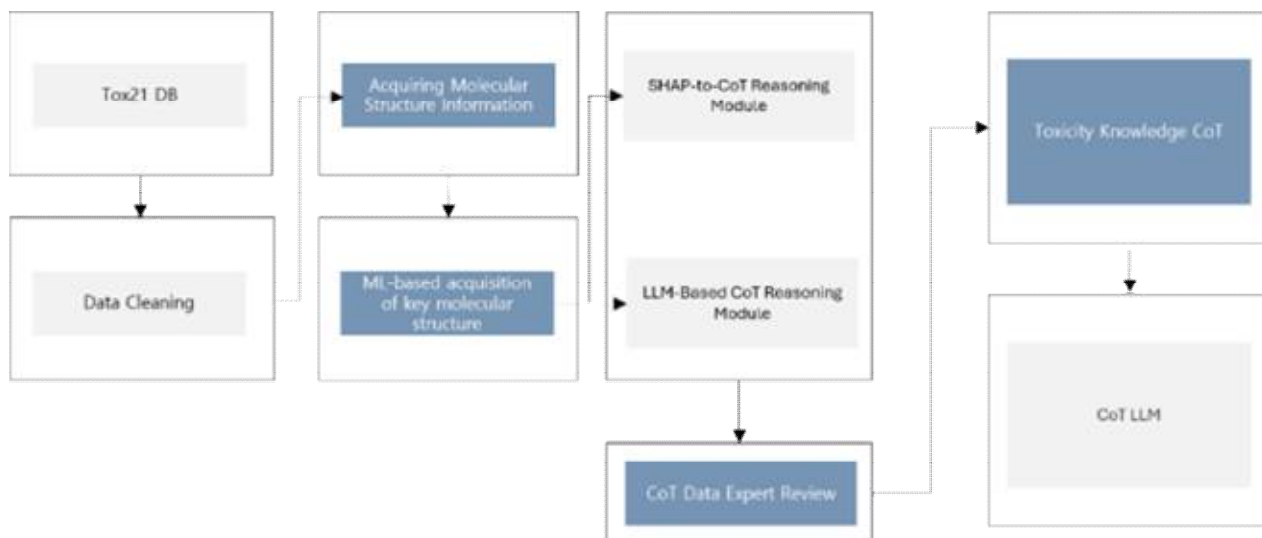 Tox21 DB
Data Cleaning
Acquiring Molecular
Structure Information
ML-based acquisition
of key molecular
structure
SHAP-to-CoT Reasoning
Module
LLM-Based CoT Reasoning
Module
CoT Data Expert Review
Toxicity Knowledge CoT
CoT LLM